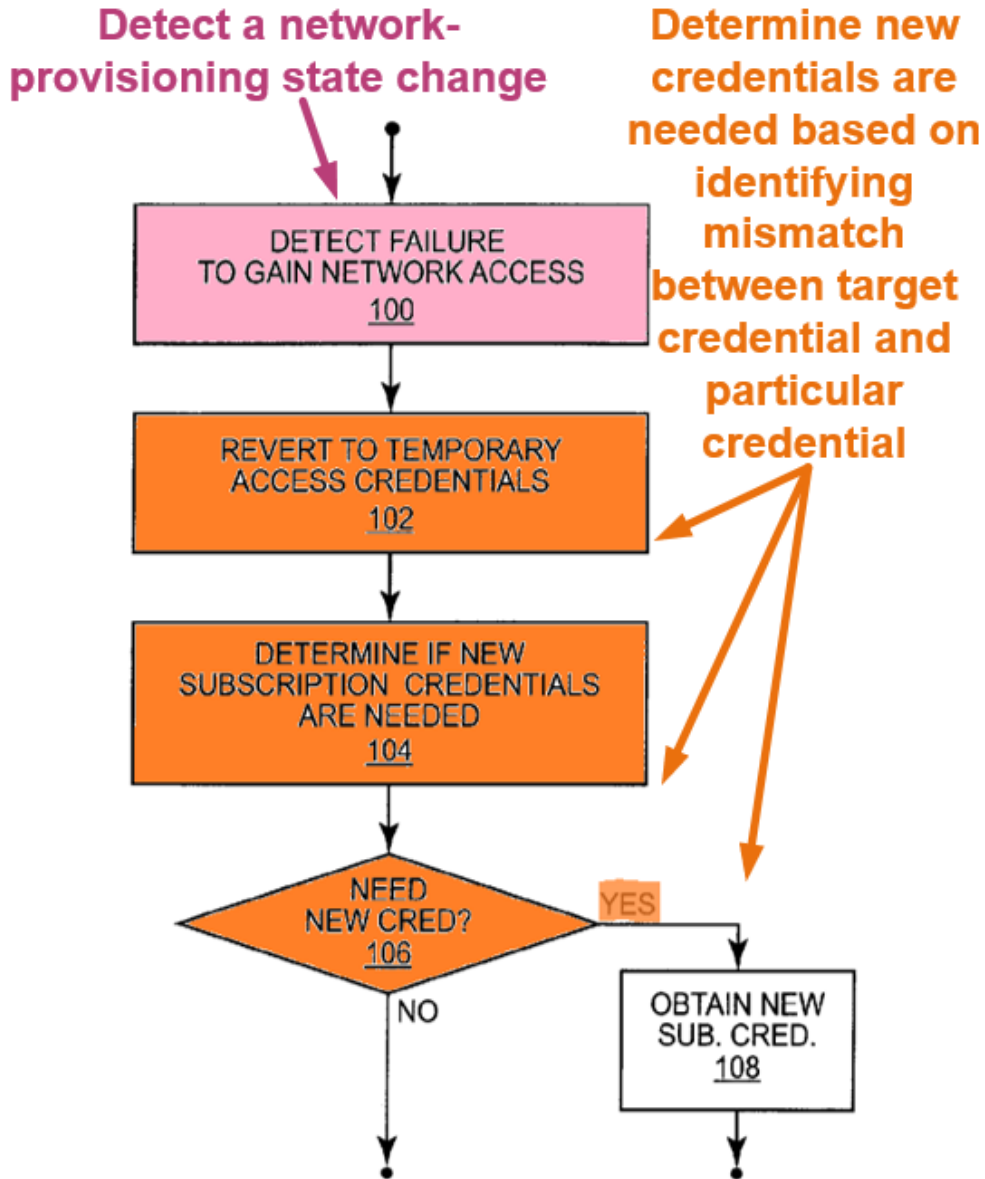 Detect a network-
provisioning state change
Determine new
credentials are
needed based on
identifying
mismatch
between target
credential and
particular
credential
DETECT FAILURE
TO GAIN NETWORK ACCESS
100
REVERT TO TEMPORARY
ACCESS CREDENTIALS
102
DETERMINE IF NEW
SUBSCRIPTION CREDENTIALS
ARE NEEDED
104
NEED
NEW CRED?
106
YES
NO
OBTAIN NEW
SUB. CRED.
108